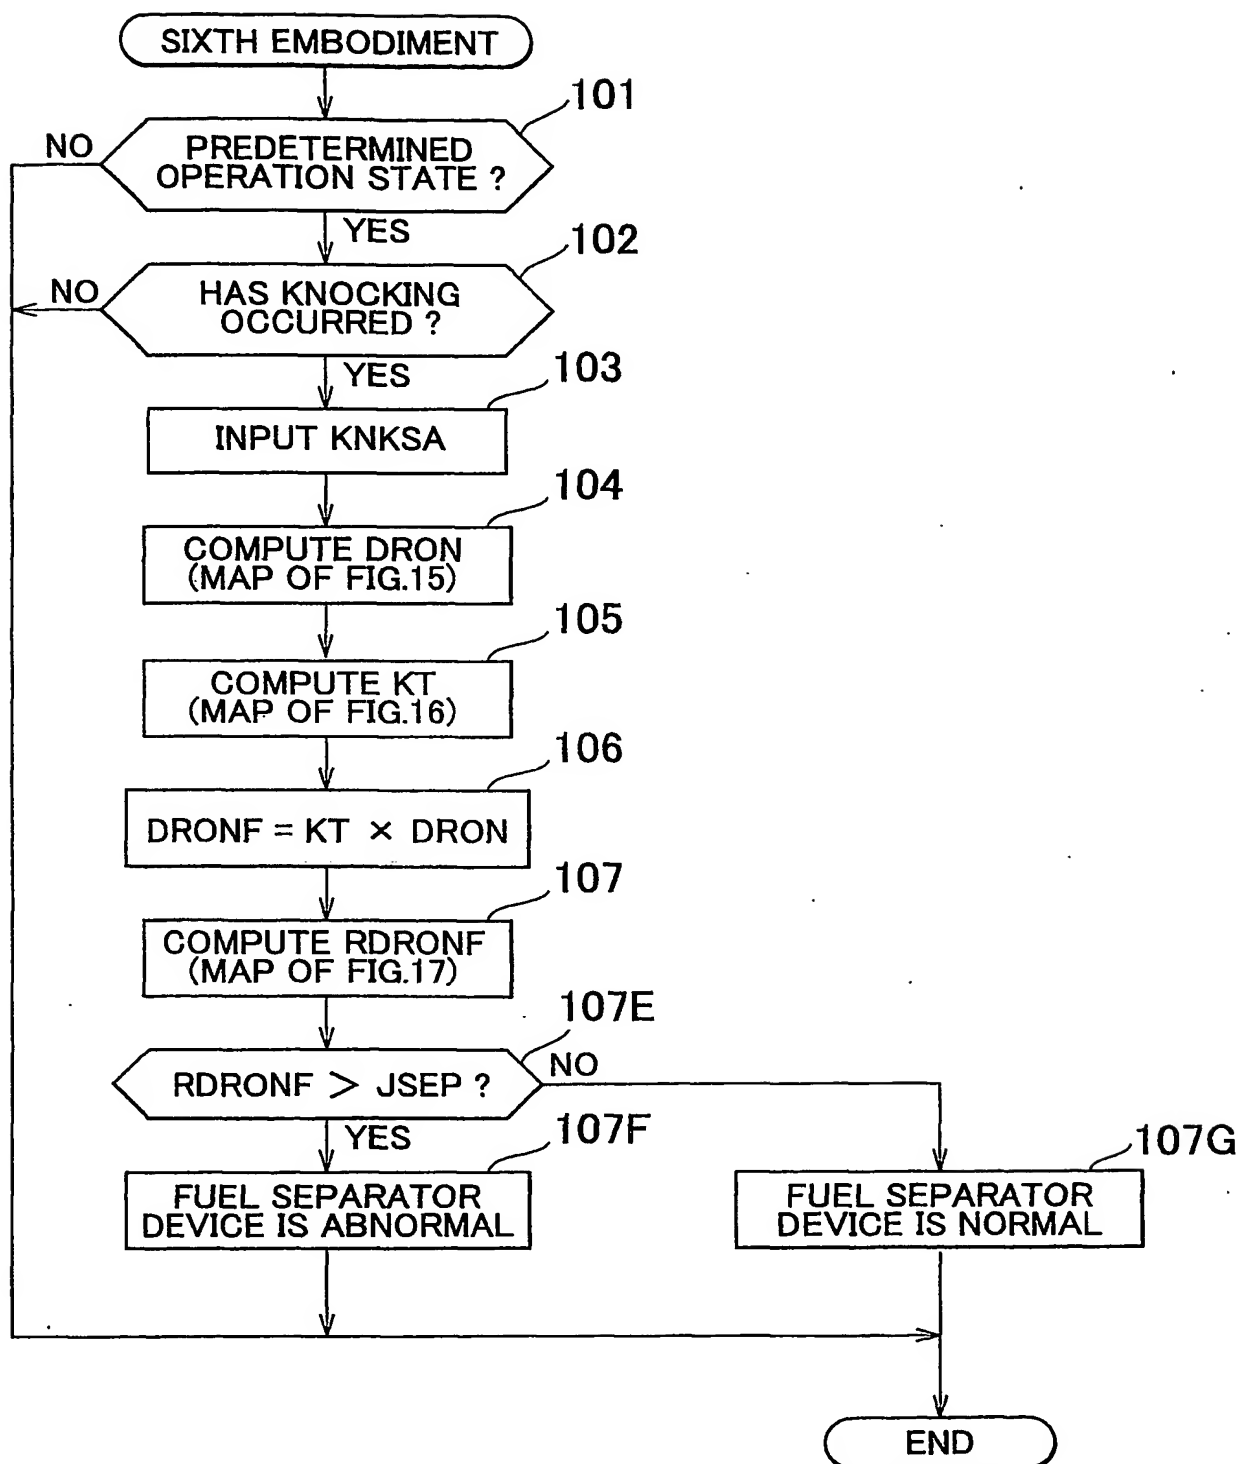 SIXTH EMBODIMENT
101
NO
PREDETERMINED
OPERATION STATE ?
YES
102
NO
HAS KNOCKING
OCCURRED ?
YES
103
INPUT KNKSA
104
COMPUTE DRON
(MAP OF FIG.15)
105
COMPUTE KT
(MAP OF FIG.16)
106
DRONF = KT × DRON
107
COMPUTE RDRONF
(MAP OF FIG.17)
107E
RDRONF > JSEP ?
NO
YES
107F
FUEL SEPARATOR
DEVICE IS ABNORMAL
107G
FUEL SEPARATOR
DEVICE IS NORMAL
END